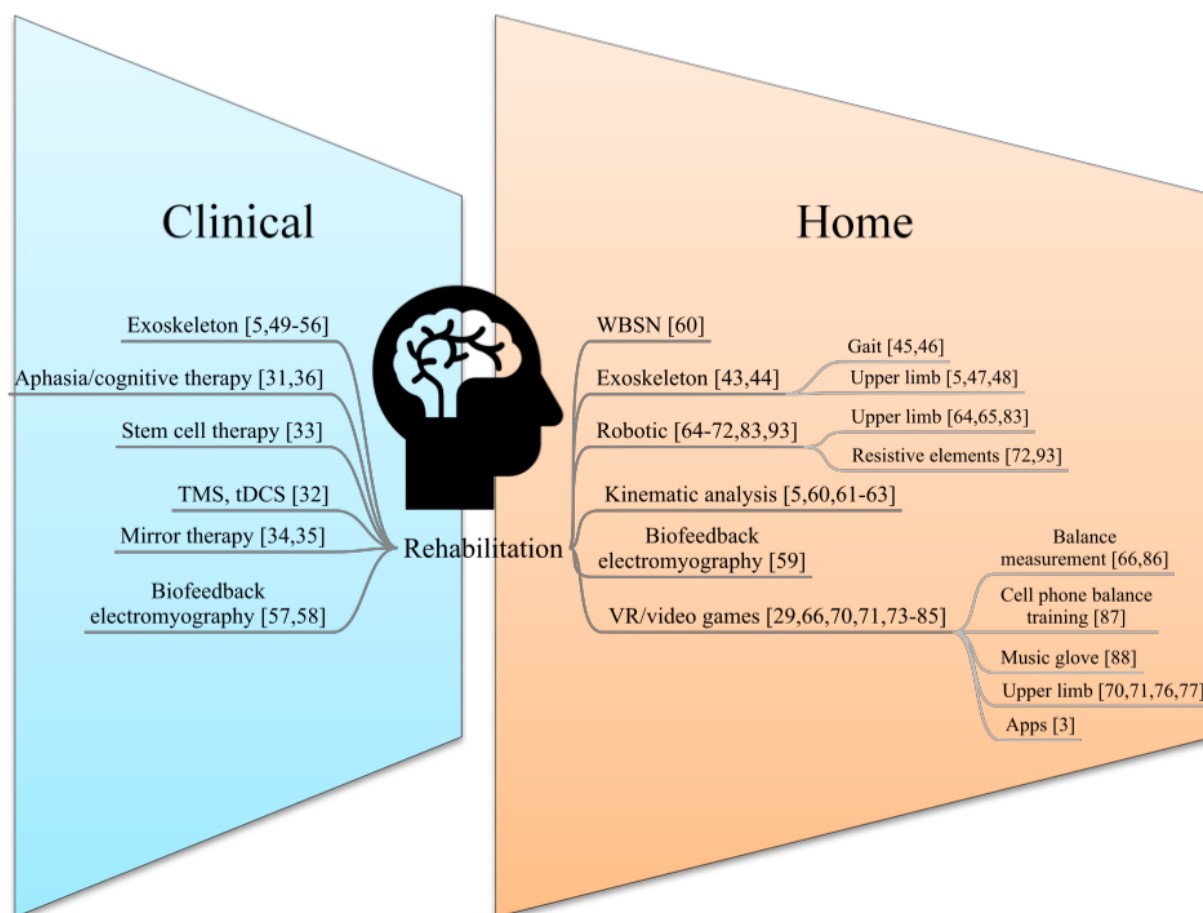 Clinical
Exoskeleton [5,49-56]
Aphasia/cognitive therapy [31,36]
Stem cell therapy [33]
TMS, tDCS [32]
Mirror therapy [34,35]
Biofeedback
electromyography [57,58]
Rehabilitation
Home
WBSN [60]
Exoskeleton [43,44]
Gait [45,46]
Upper limb [5,47,48]
Robotic [64-72,83,93]
Upper limb [64,65,83]
Resistive elements [72,93]
Kinematic analysis [5,60,61-63]
Biofeedback
electromyography [59]
VR/video games [29,66,70,71,73-85]
Balance
measurement [66,86]
Cell phone balance
training [87]
Music glove [88]
Upper limb [70,71,76,77]
Apps [3]